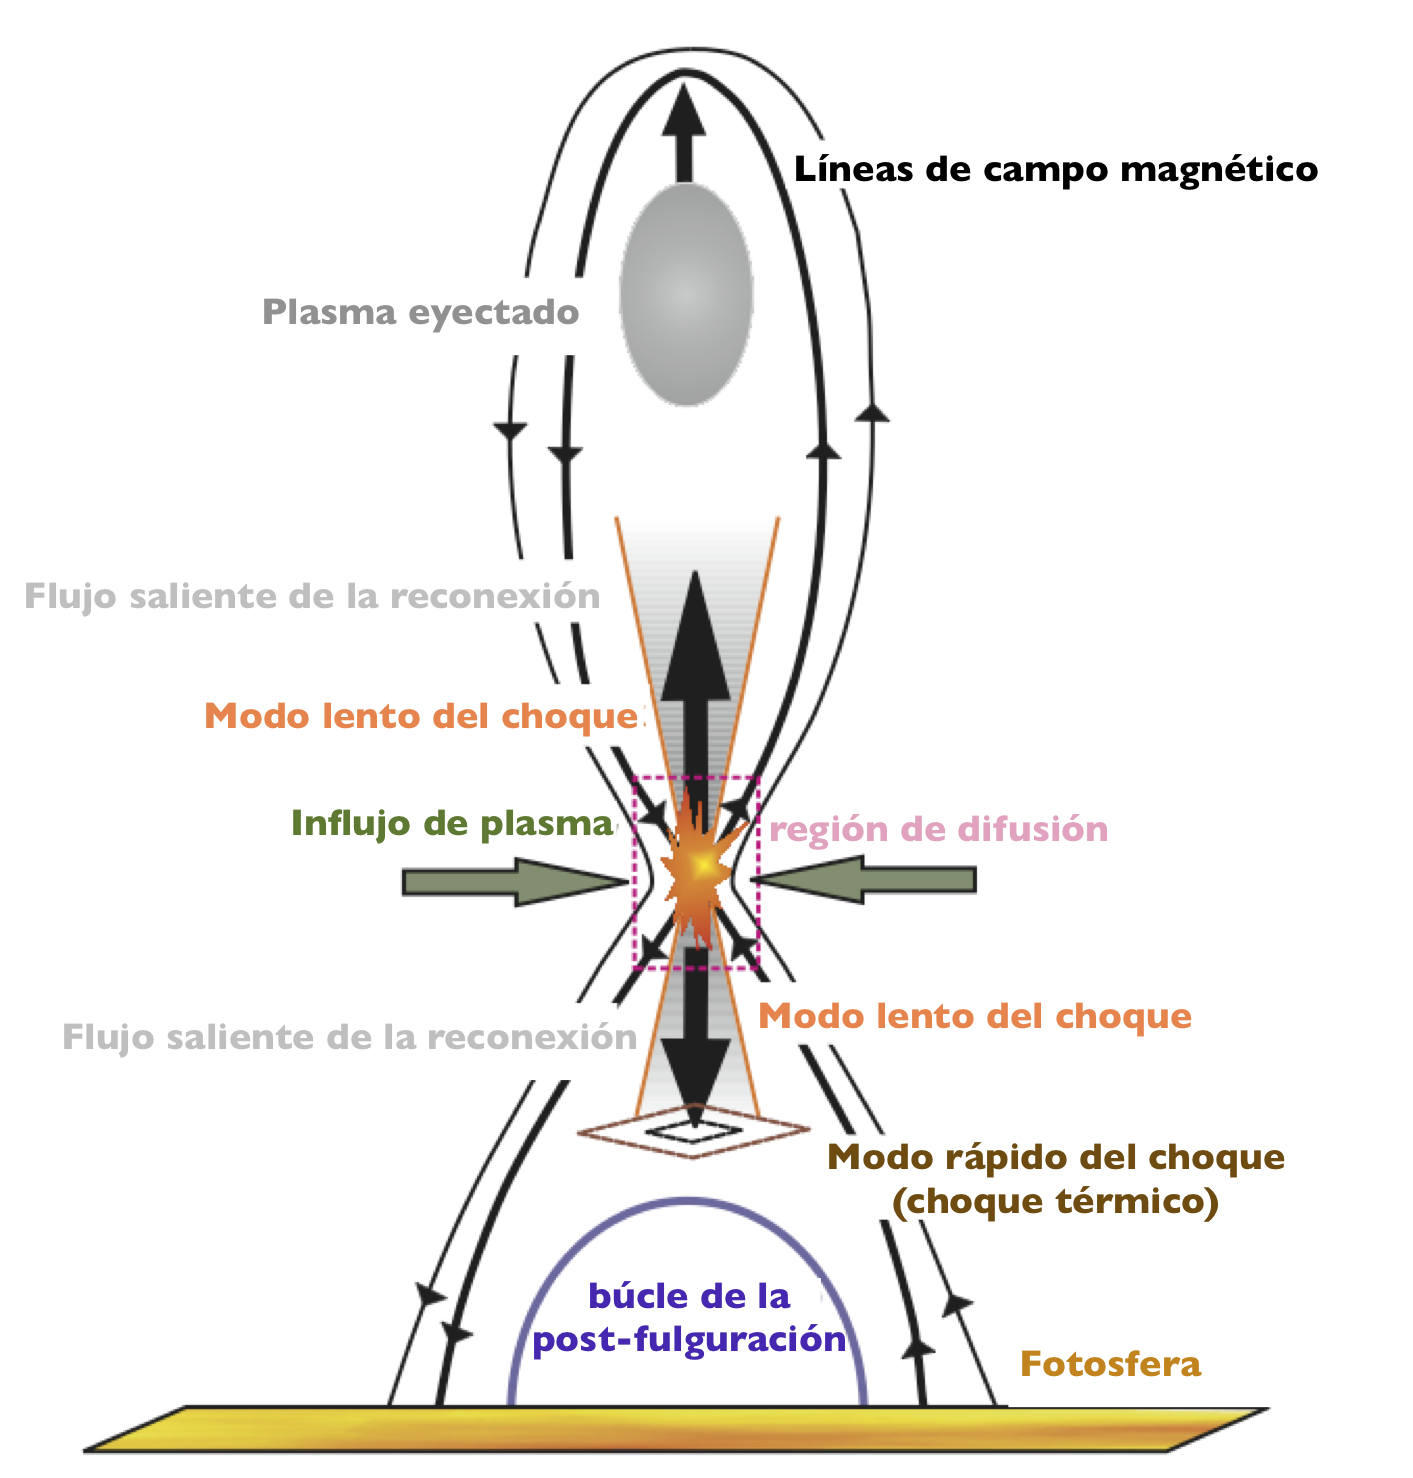 Líneas de campo magnético
Plasma eyectado
Flujo saliente de la reconexión
Modo lento del choque
Influjo de plasma
región de difusión
Modo lento del choque
Flujo saliente de la reconexión
Modo rápido del choque
(choque térmico)
búcle de la
post-fulguración
Fotosfera